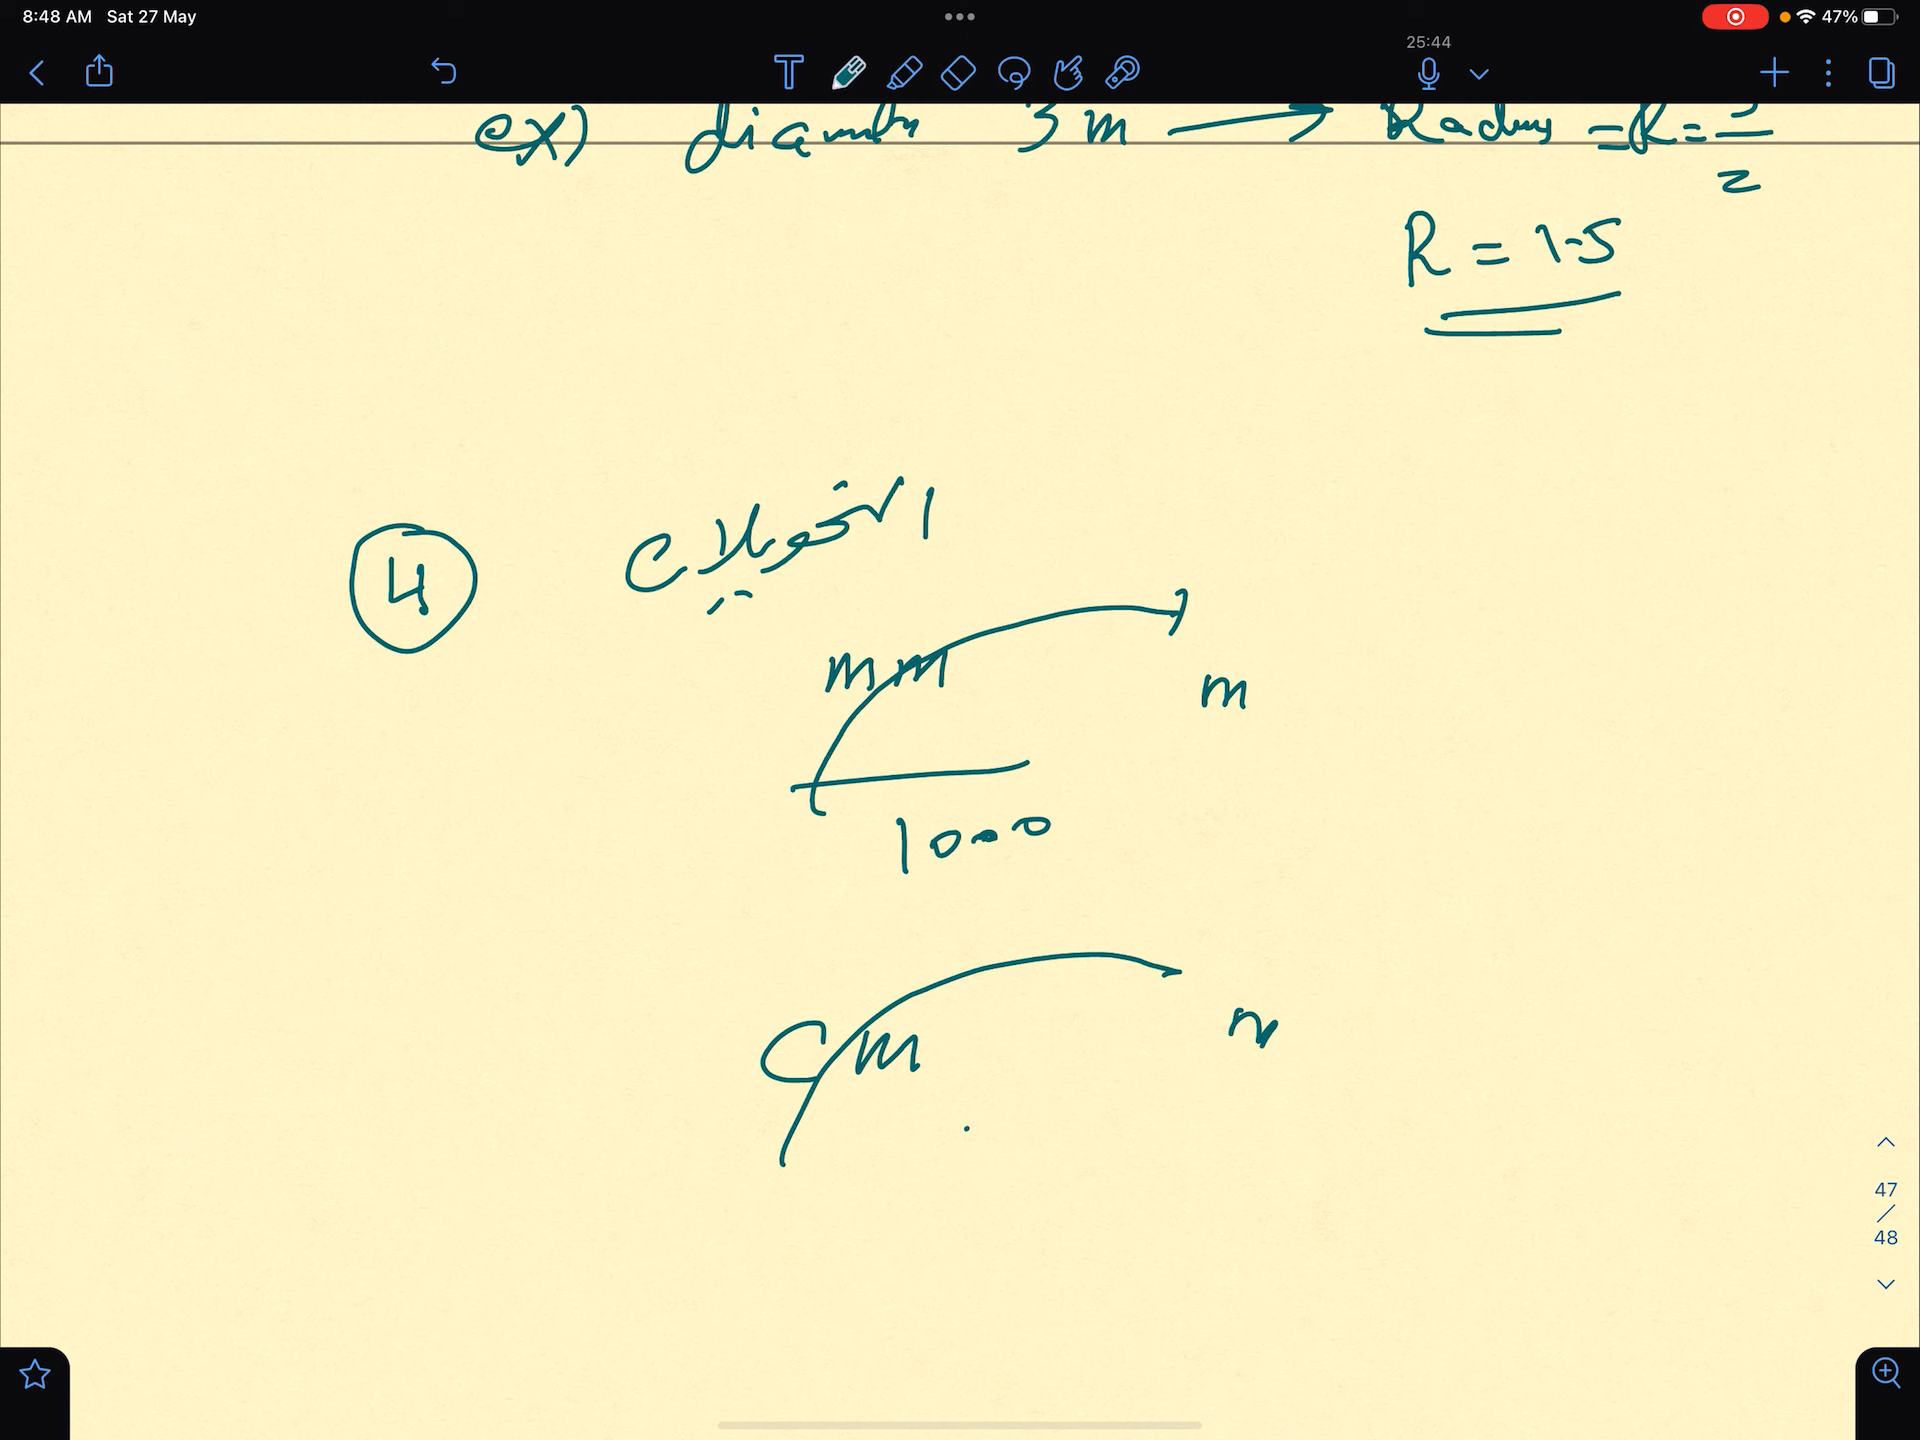 8:48 AM Sat 27 May
47%
25:44
ex) diameter 3 m → Radius = R = 3/2
R = 1.5
4 التحويلات
mm m
1000
cm m
47
/
48